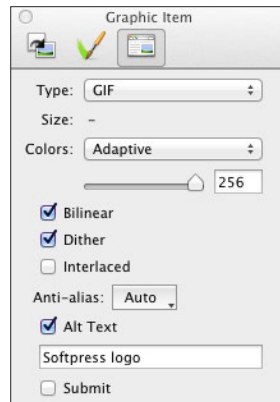 Graphic Item
Type: GIF
Size: –
Colors: Adaptive
256
Bilinear
Dither
Interlaced
Anti-alias: Auto
Alt Text
Softpress logo
Submit